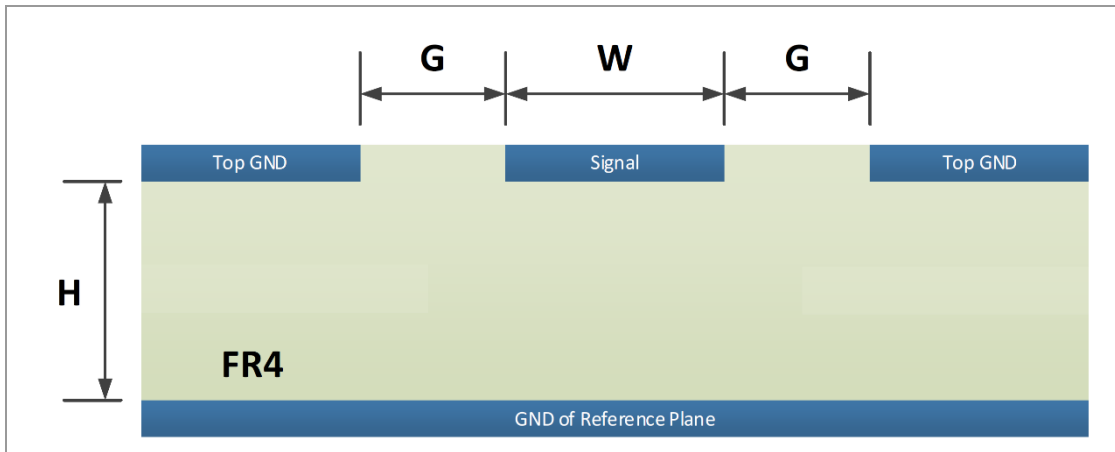 G W G
Top GND Signal Top GND
H
FR4
GND of Reference Plane